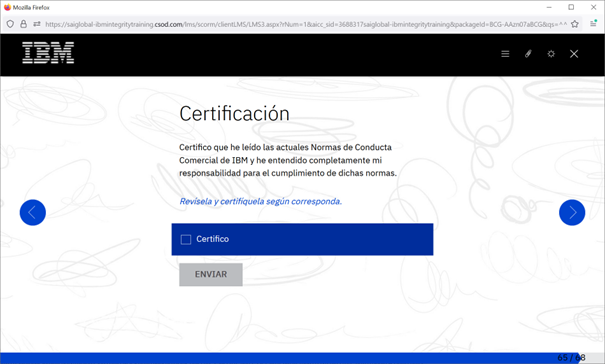 Mozilla Firefox
https://saiglobal-ibmintegritytraining.csod.com/lms/scorm/clientLMS/LMS3.aspx?rNum=1&aicc_sid=3688317saiglobal-ibmintegritytraining&packageId=BCG-AAzn07aBCG&qs=^^
IBM
Certificación
Certifico que he leído las actuales Normas de Conducta
Comercial de IBM y he entendido completamente mi
responsabilidad para el cumplimiento de dichas normas.
Revísela y certifíquela según corresponda.
Certifico
ENVIAR
65 / 68